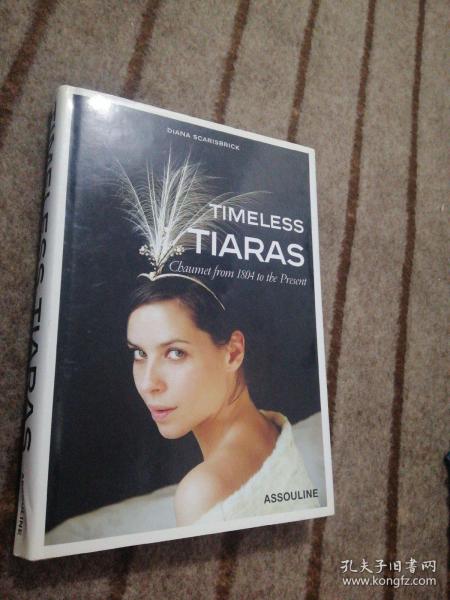 DIANA SCARISBRICK
TIMELESS
TIARAS
Chaumet from 1804 to the Present
ASSOULINE
TIMELESS TIARAS
ASSOULINE
孔夫子旧书网
www.kongfz.com